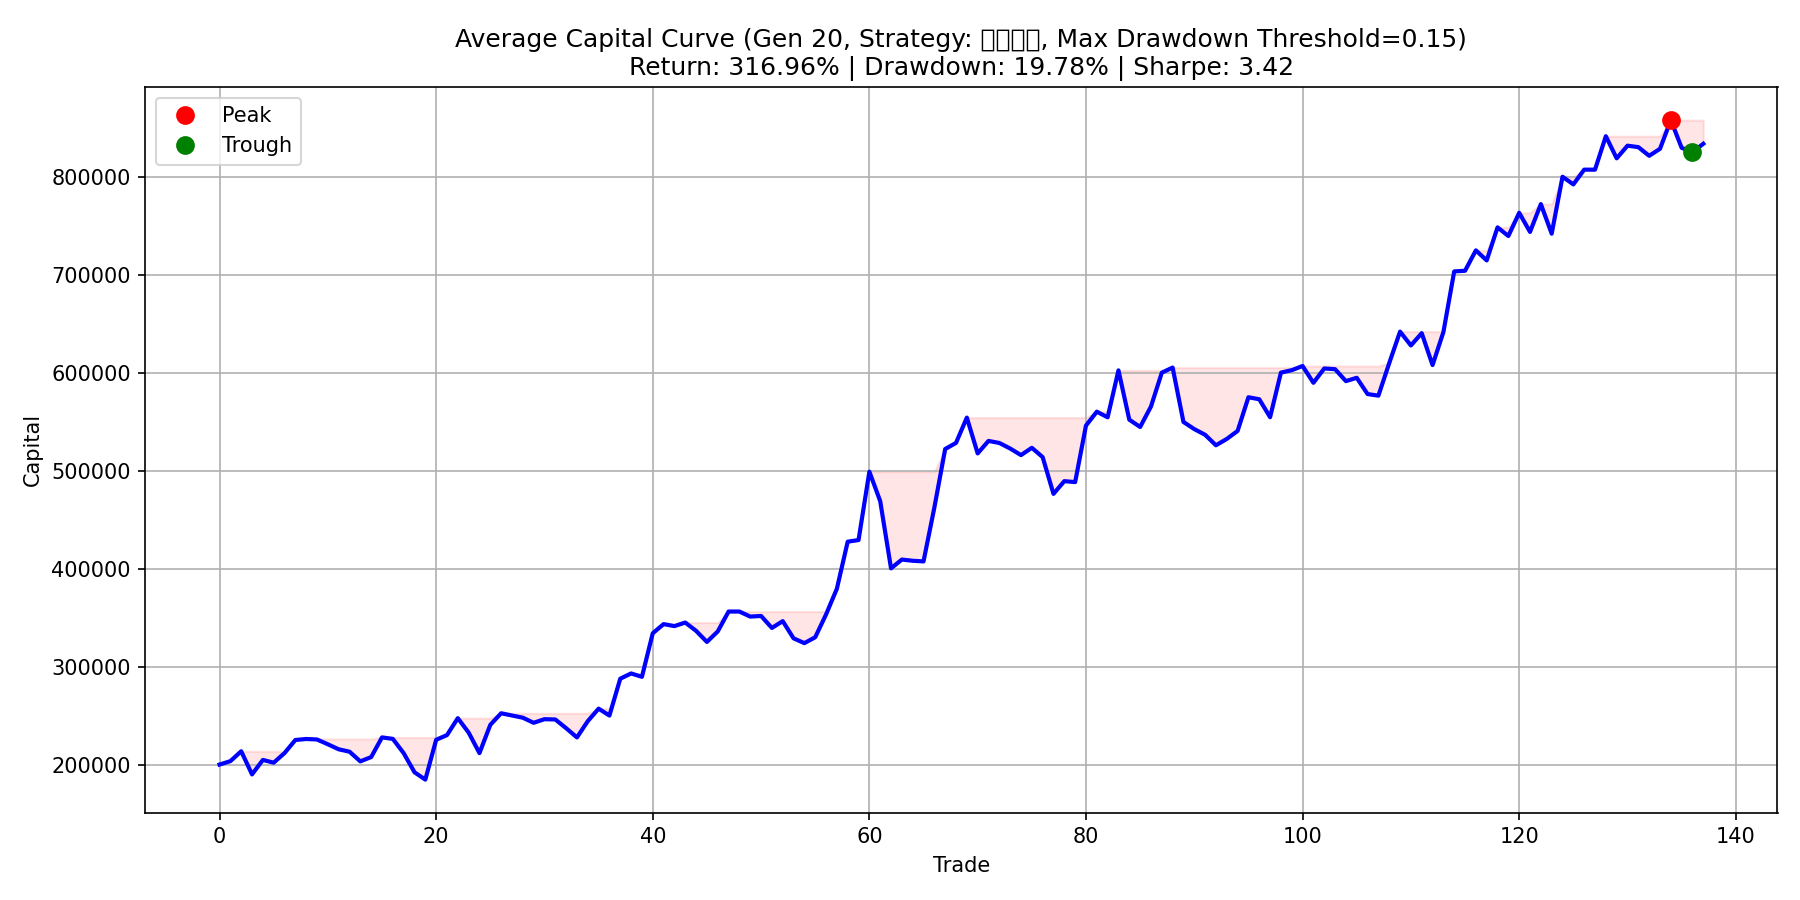 Average Capital Curve (Gen 20, Strategy: , Max Drawdown Threshold=0.15)
Return: 316.96% | Drawdown: 19.78% | Sharpe: 3.42
Peak
Trough
Capital
800000
700000
600000
500000
400000
300000
200000
0 20 40 60 80 100 120 140
Trade